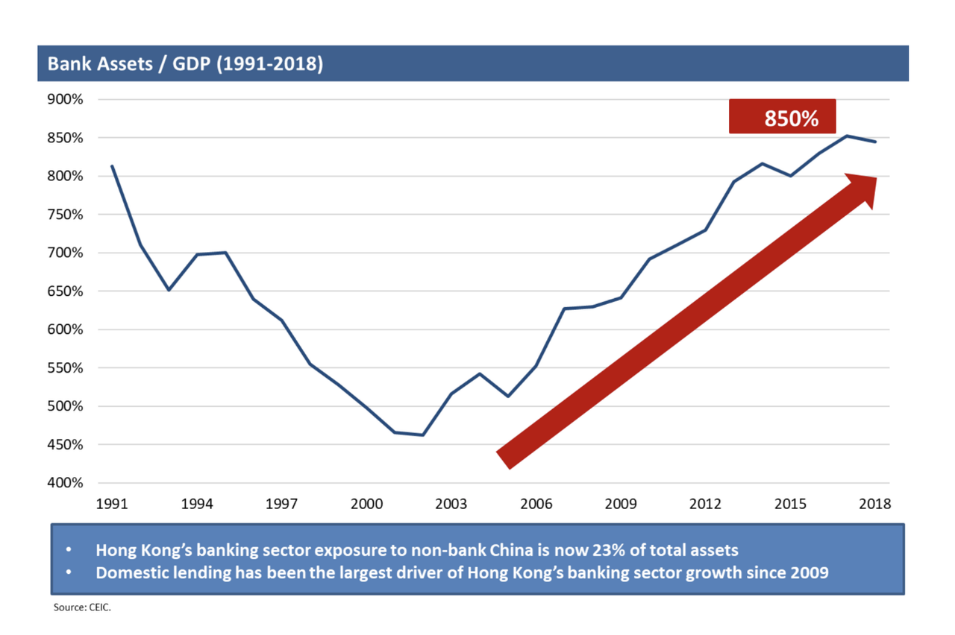 Bank Assets / GDP (1991-2018)
900%
850%
850%
800%
750%
700%
650%
600%
550%
500%
450%
400%
1991 1994 1997 2000 2003 2006 2009 2012 2015 2018
• Hong Kong’s banking sector exposure to non-bank China is now 23% of total assets
• Domestic lending has been the largest driver of Hong Kong’s banking sector growth since 2009
Source: CEIC.